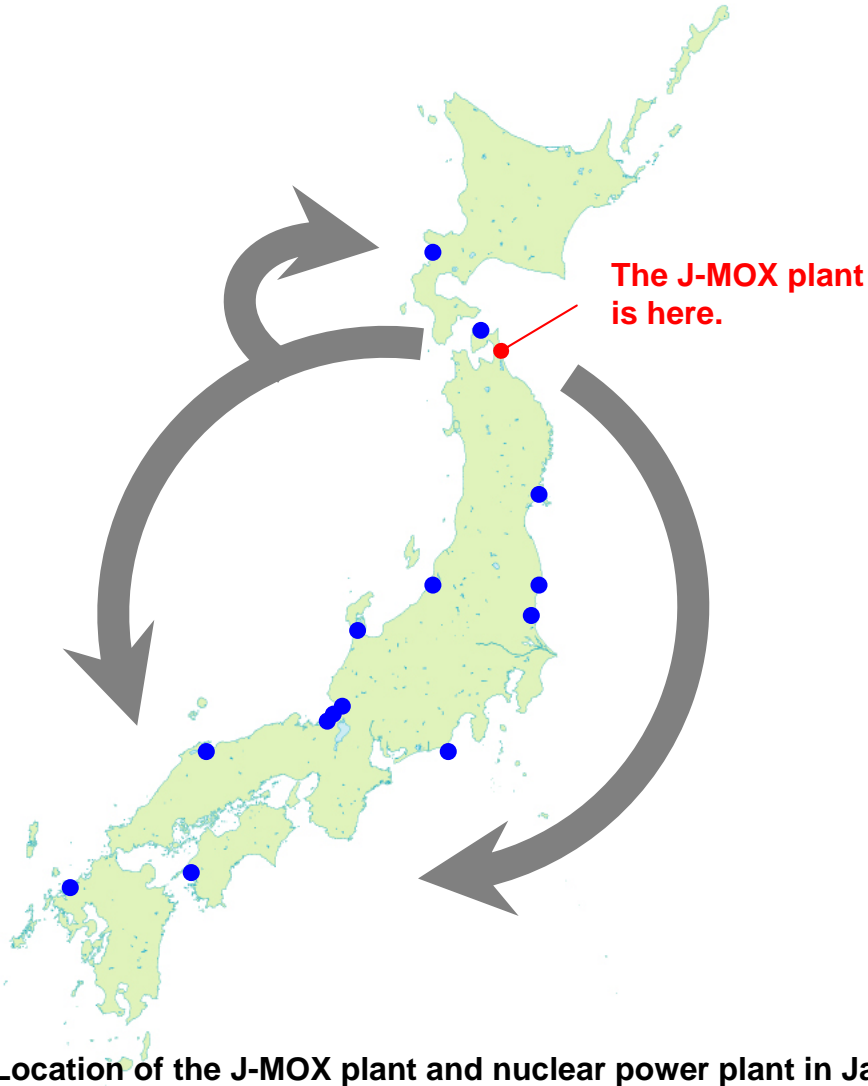 The J-MOX plant
is here.
Location of the J-MOX plant and nuclear power plant in Ja